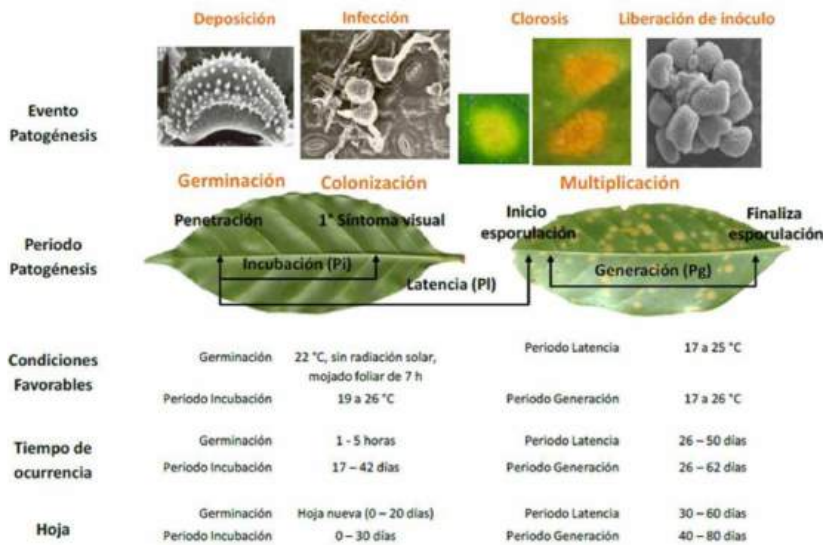 Deposición Infección Clorosis Liberación de inóculo
Evento
Patogénesis
Germinación Colonización Multiplicación
Penetración 1° Síntoma visual Inicio
esporulación Finaliza
esporulación
Periodo
Patogénesis
Incubación (Pi) Generación (Pg)
Latencia (Pl)
Condiciones
Favorables
Germinación 22 °C, sin radiación solar,
mojado foliar de 7 h
Periodo Latencia 17 a 25 °C
Periodo Incubación 19 a 26 °C Periodo Generación 17 a 26 °C
Tiempo de
ocurrencia
Germinación 1 - 5 horas Periodo Latencia 26 – 50 días
Periodo Incubación 17 – 42 días Periodo Generación 26 – 62 días
Hoja
Germinación Hoja nueva (0 – 20 días) Periodo Latencia 30 – 60 días
Periodo Incubación 0 – 30 días Periodo Generación 40 – 80 días